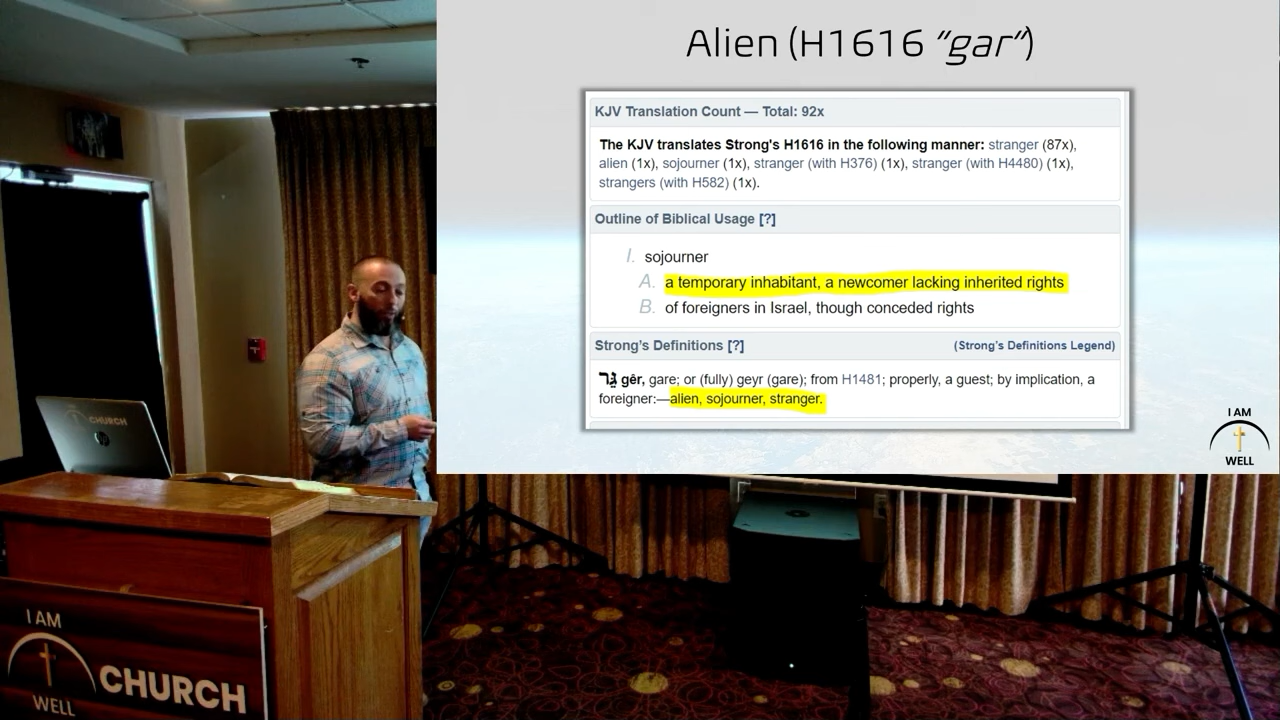 Alien (H1616 “gar”)
KJV Translation Count — Total: 92x
The KJV translates Strong's H1616 in the following manner: stranger (87x),
alien (1x), sojourner (1x), stranger (with H376) (1x), stranger (with H4480) (1x),
strangers (with H582) (1x).
Outline of Biblical Usage [?]
I. sojourner
A. a temporary inhabitant, a newcomer lacking inherited rights
B. of foreigners in Israel, though conceded rights
Strong’s Definitions [?] (Strong’s Definitions Legend)
גֵּר gêr, gare; or (fully) geyr (gare); from H1481; properly, a guest; by implication, a
foreigner:—alien, sojourner, stranger.
I AM
WELL
CHURCH
hp
I AM
CHURCH
WELL